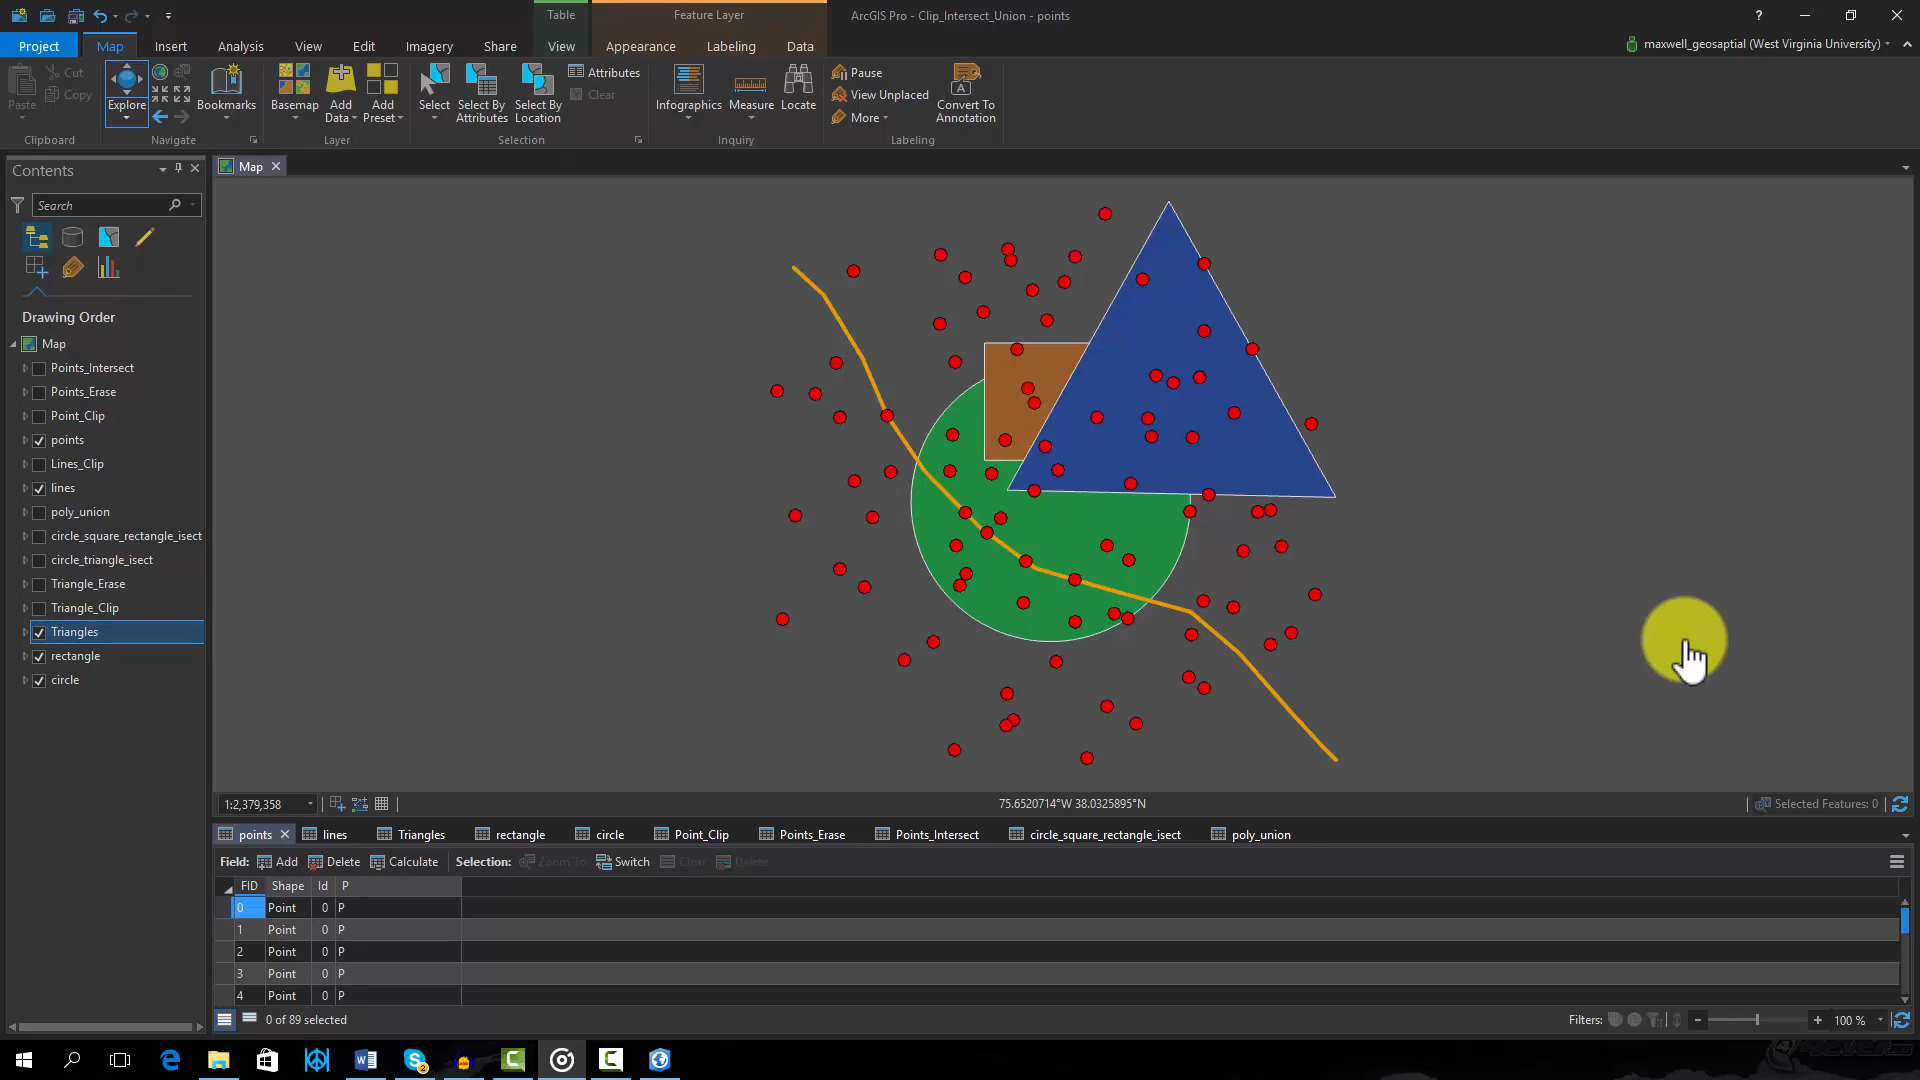 Table
Feature Layer
ArcGIS Pro - Clip_Intersect_Union - points
?
Project
Map
Insert
Analysis
View
Edit
Imagery
Share
View
Appearance
Labeling
Data
maxwell_geosaptial (West Virginia University)
Paste
Cut
Copy
Clipboard
Explore
Navigate
Bookmarks
Basemap
Add Data
Add Preset
Layer
Select
Select By Attributes
Select By Location
Attributes
Clear
Selection
Infographics
Measure
Locate
Inquiry
Pause
View Unplaced
More
Convert To Annotation
Labeling
Contents
Search
Drawing Order
Map
Points_Intersect
Points_Erase
Point_Clip
points
Lines_Clip
lines
poly_union
circle_square_rectangle_isect
circle_triangle_isect
Triangle_Erase
Triangle_Clip
Triangles
rectangle
circle
Map
1:2,379,358
75.6520714°W 38.0325895°N
Selected Features: 0
points
lines
Triangles
rectangle
circle
Point_Clip
Points_Erase
Points_Intersect
circle_square_rectangle_isect
poly_union
Field:
Add
Delete
Calculate
Selection:
Zoom To
Switch
Clear
Delete
FID Shape Id P
0 Point 0 P
1 Point 0 P
2 Point 0 P
3 Point 0 P
4 Point 0 P
0 of 89 selected
Filters:
100 %